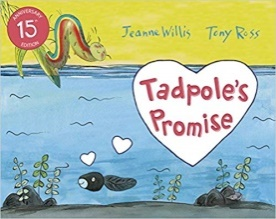 ANNIVERSARY
15th
EDITION
Jeanne Willis Tony Ross
Tadpole's
Promise